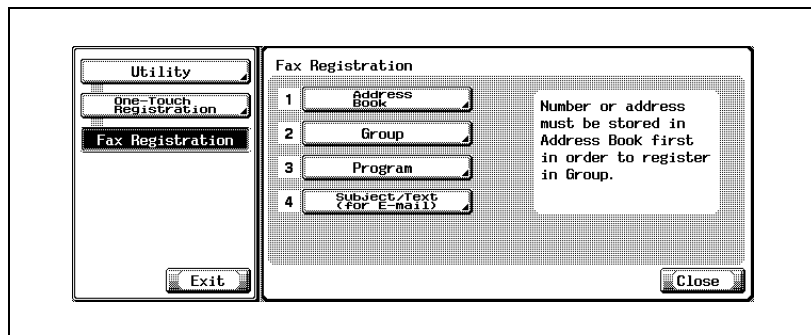 Utility
One-Touch
Registration
Fax Registration
Exit
Fax Registration
1 Address
Book
2 Group
3 Program
4 Subject/Text
(for E-mail)
Number or address
must be stored in
Address Book first
in order to register
in Group.
Close